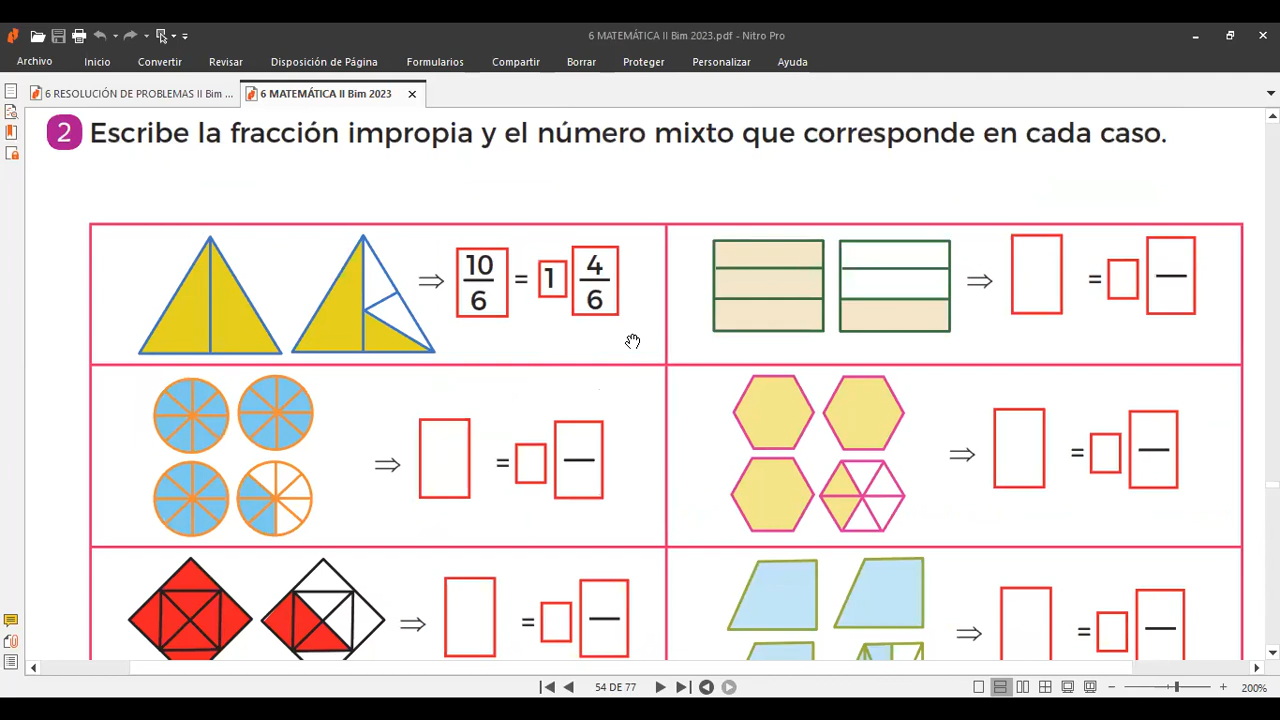 6 MATEMÁTICA II Bim 2023.pdf - Nitro Pro
Archivo Inicio Convertir Revisar Disposición de Página Formularios Compartir Borrar Proteger Personalizar Ayuda
6 RESOLUCIÓN DE PROBLEMAS II Bim ... 6 MATEMÁTICA II Bim 2023
2 Escribe la fracción impropia y el número mixto que corresponde en cada caso.
⇒ 10/6 = 1 4/6
⇒ =
⇒ =
⇒ =
⇒ =
⇒ =
54 DE 77
200%